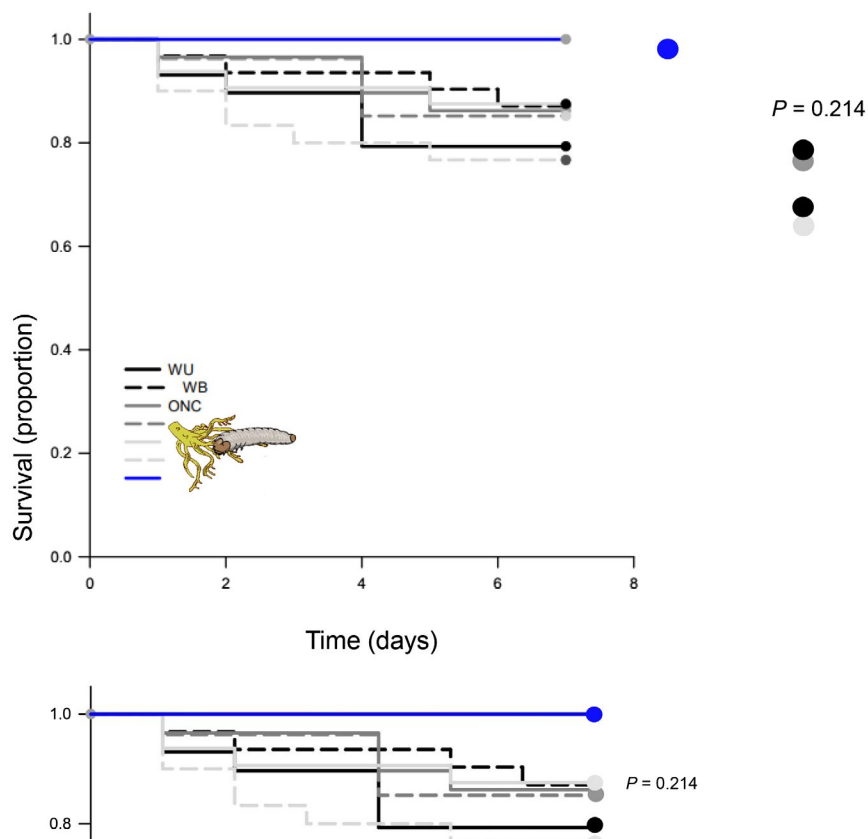 1.0
P = 0.214
0.8
0.6
0.4
WU
WB
ONC
0.2
0.0
0 2 4 6 8
Survival (proportion)
Time (days)
1.0
P = 0.214
0.8